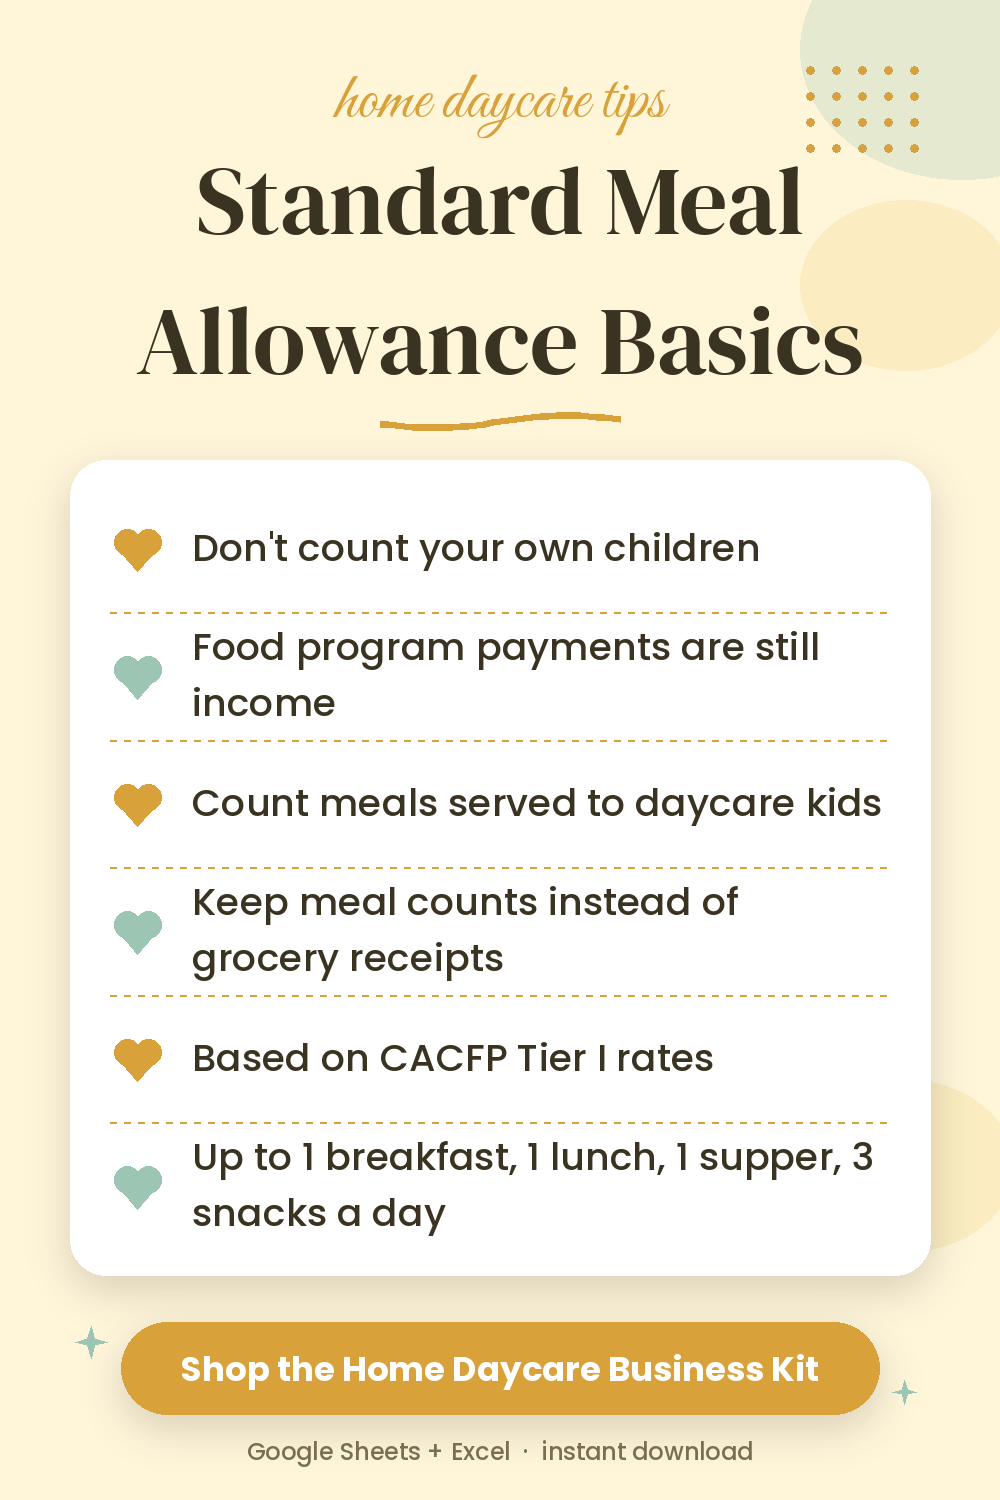 home daycare tips
Standard Meal
Allowance Basics
Don't count your own children
Food program payments are still
income
Count meals served to daycare kids
Keep meal counts instead of
grocery receipts
Based on CACFP Tier I rates
Up to 1 breakfast, 1 lunch, 1 supper, 3
snacks a day
Shop the Home Daycare Business Kit
Google Sheets + Excel · instant download